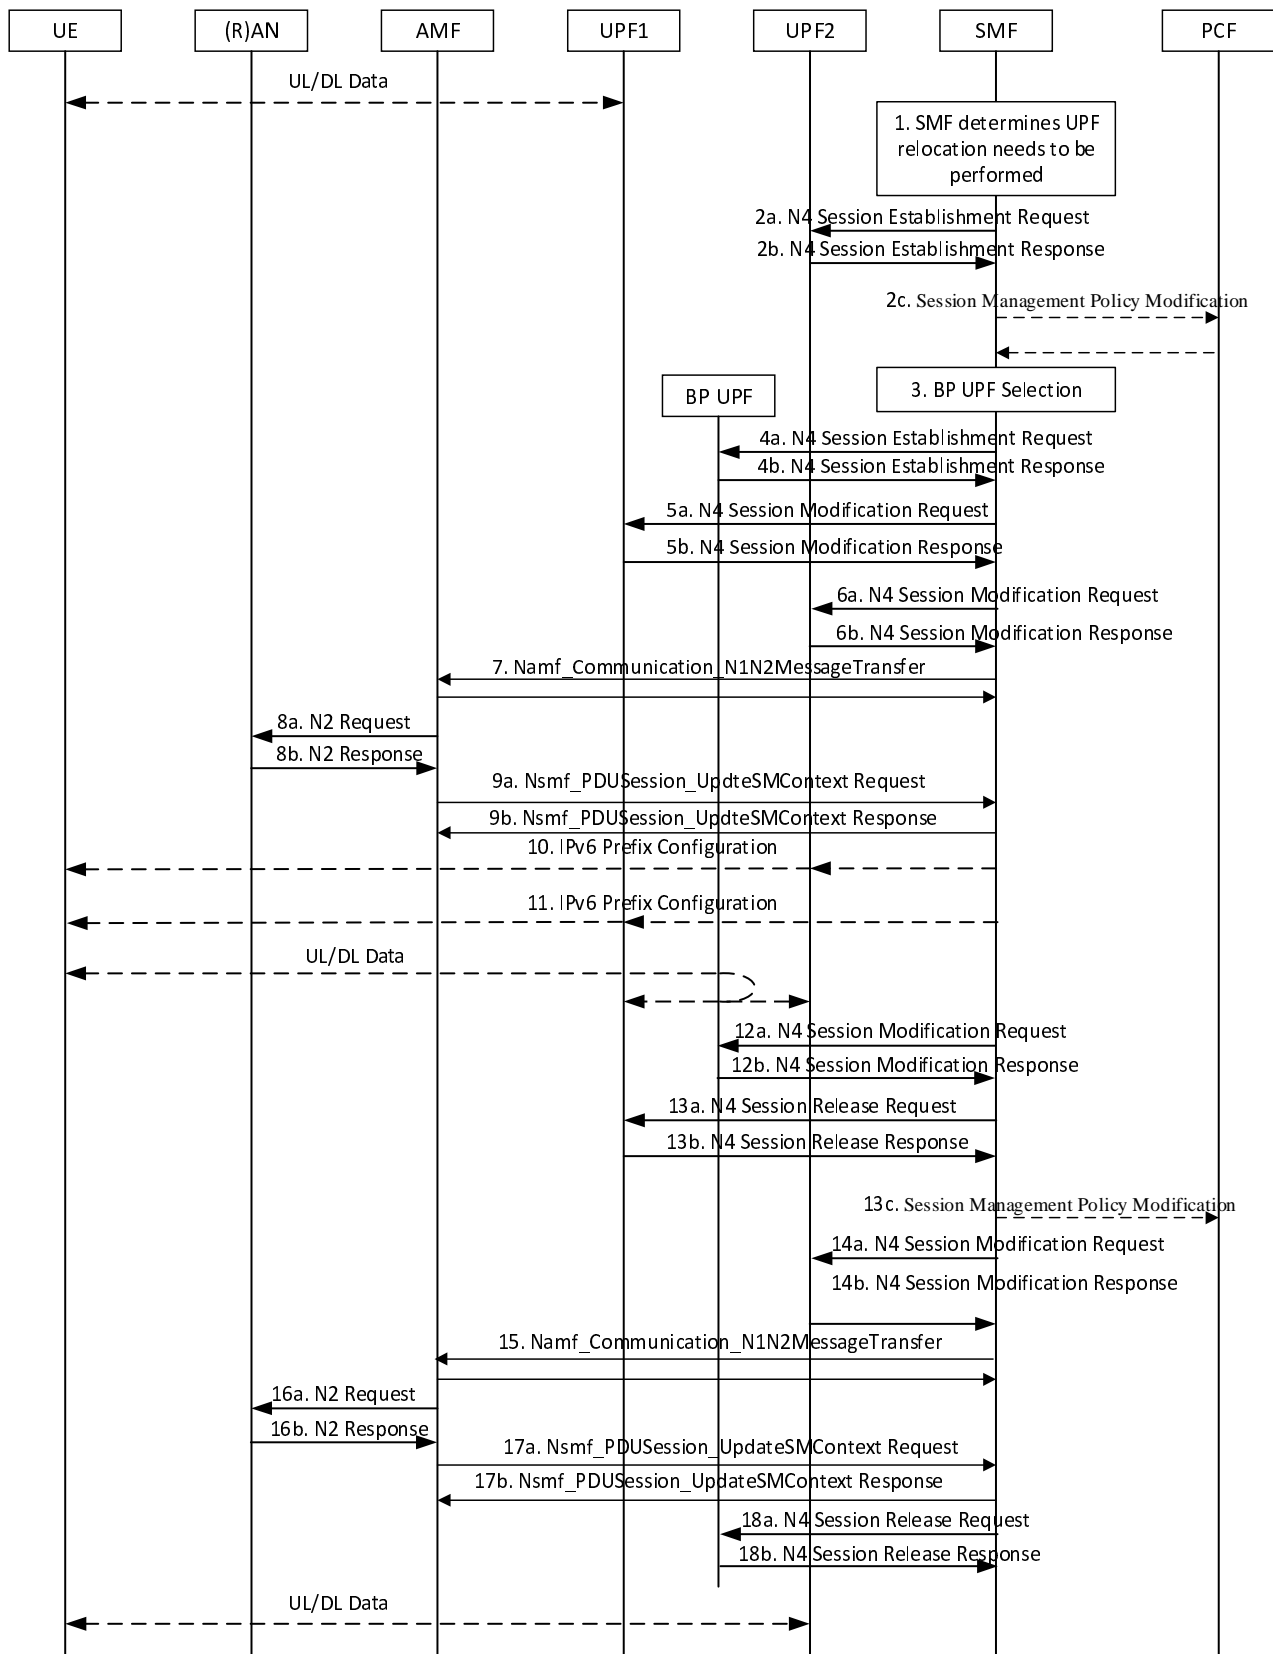 UE (R)AN AMF UPF1 UPF2 SMF PCF
UL/DL Data
1. SMF determines UPF
relocation needs to be
performed
2a. N4 Session Establishment Request
2b. N4 Session Establishment Response
2c. Session Management Policy Modification
BP UPF
3. BP UPF Selection
4a. N4 Session Establishment Request
4b. N4 Session Establishment Response
5a. N4 Session Modification Request
5b. N4 Session Modification Response
6a. N4 Session Modification Request
6b. N4 Session Modification Response
7. Namf_Communication_N1N2MessageTransfer
8a. N2 Request
8b. N2 Response
9a. Nsmf_PDUSession_UpdteSMContext Request
9b. Nsmf_PDUSession_UpdteSMContext Response
10. IPv6 Prefix Configuration
11. IPv6 Prefix Configuration
UL/DL Data
12a. N4 Session Modification Request
12b. N4 Session Modification Response
13a. N4 Session Release Request
13b. N4 Session Release Response
13c. Session Management Policy Modification
14a. N4 Session Modification Request
14b. N4 Session Modification Response
15. Namf_Communication_N1N2MessageTransfer
16a. N2 Request
16b. N2 Response
17a. Nsmf_PDUSession_UpdateSMContext Request
17b. Nsmf_PDUSession_UpdateSMContext Response
18a. N4 Session Release Request
18b. N4 Session Release Response
UL/DL Data